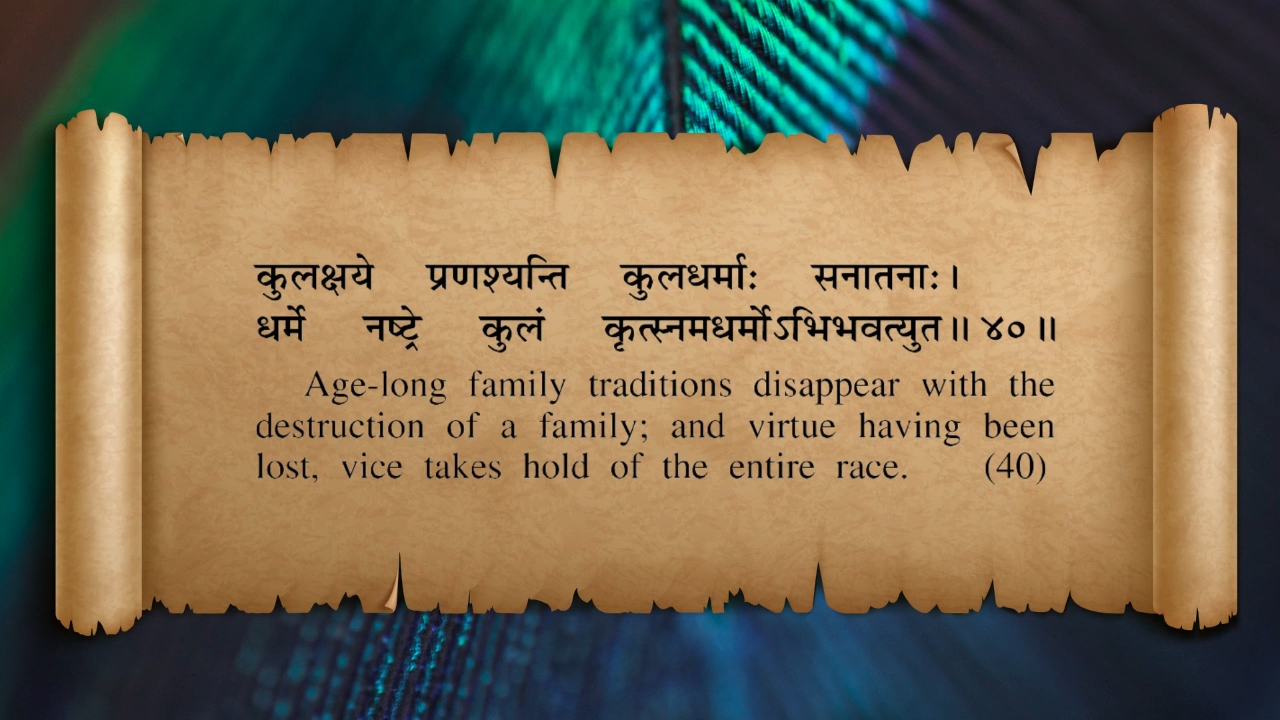 कुलक्षये प्रणश्यन्ति कुलधर्माः सनातनाः।
धर्मे नष्ट्रे कुलं कृत्स्नमधर्मोऽभिभवत्युत॥ ४०॥
Age-long family traditions disappear with the
destruction of a family; and virtue having been
lost, vice takes hold of the entire race. (40)